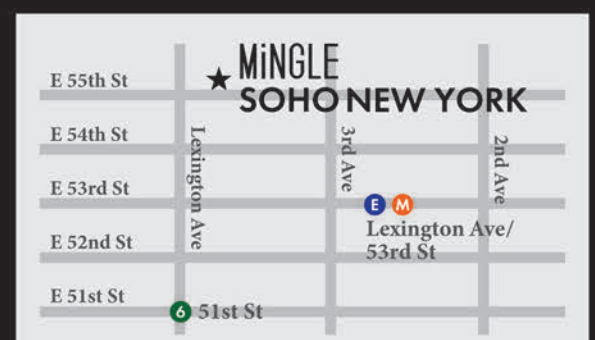 MiNGLE
SOHO NEW YORK
E 55th St
E 54th St
Lexington Ave
3rd Ave
2nd Ave
E 53rd St
E M
Lexington Ave/
53rd St
E 52nd St
E 51st St
6 51st St